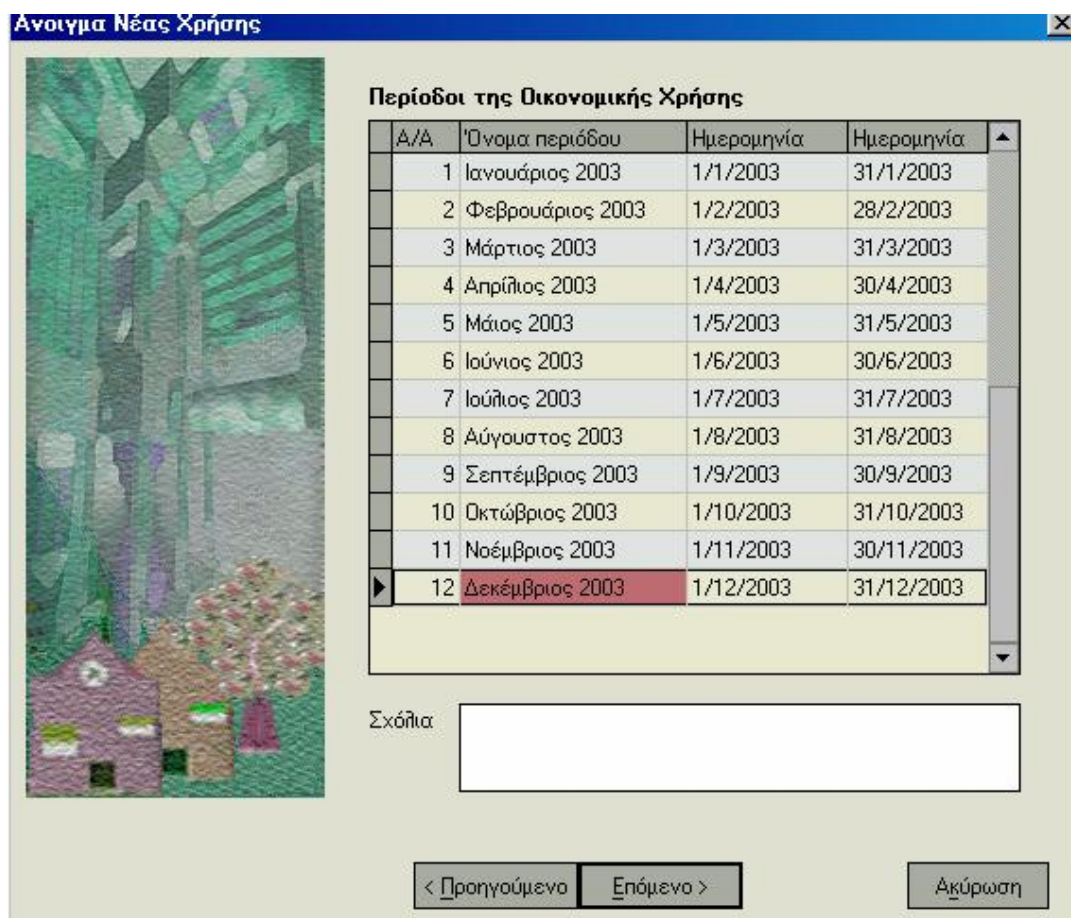 Άνοιγμα Νέας Χρήσης
Περίοδοι της Οικονομικής Χρήσης
Α/Α Όνομα περιόδου Ημερομηνία Ημερομηνία
1 Ιανουάριος 2003 1/1/2003 31/1/2003
2 Φεβρουάριος 2003 1/2/2003 28/2/2003
3 Μάρτιος 2003 1/3/2003 31/3/2003
4 Απρίλιος 2003 1/4/2003 30/4/2003
5 Μάιος 2003 1/5/2003 31/5/2003
6 Ιούνιος 2003 1/6/2003 30/6/2003
7 Ιούλιος 2003 1/7/2003 31/7/2003
8 Αύγουστος 2003 1/8/2003 31/8/2003
9 Σεπτέμβριος 2003 1/9/2003 30/9/2003
10 Οκτώβριος 2003 1/10/2003 31/10/2003
11 Νοέμβριος 2003 1/11/2003 30/11/2003
12 Δεκέμβριος 2003 1/12/2003 31/12/2003
Σχόλια
< Προηγούμενο Επόμενο > Ακύρωση